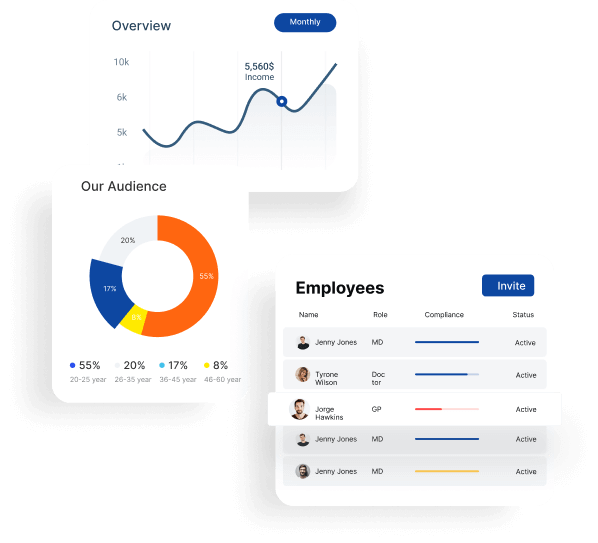 Overview
Monthly
10k
5,560$
Income
6k
5k
Our Audience
20%
55%
17%
8%
55%
20%
17%
8%
20-25 year
26-35 year
36-45 year
46-60 year
Employees
Invite
Name
Role
Compliance
Status
Jenny Jones
MD
Active
Tyrone
Wilson
Doc
tor
Active
Jorge
Hawkins
GP
Active
Jenny Jones
MD
Active
Jenny Jones
MD
Active